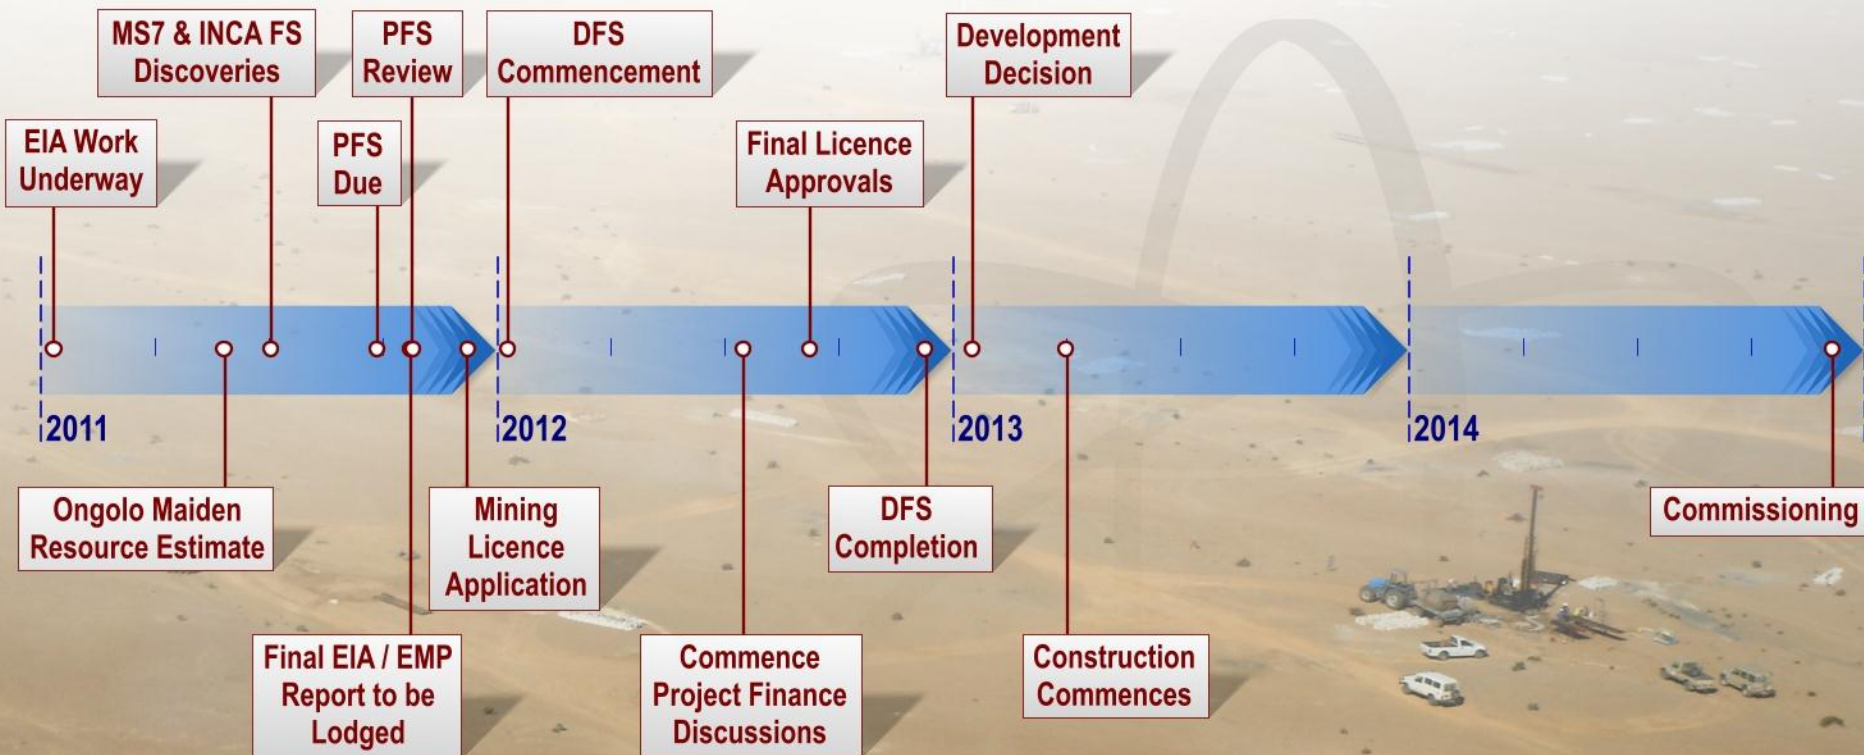 MS7 & INCA FS
Discoveries
PFS
Review
DFS
Commencement
Development
Decision
EIA Work
Underway
PFS
Due
Final Licence
Approvals
2011
2012
2013
2014
Ongolo Maiden
Resource Estimate
Mining
Licence
Application
DFS
Completion
Commissioning
Final EIA / EMP
Report to be
Lodged
Commence
Project Finance
Discussions
Construction
Commences